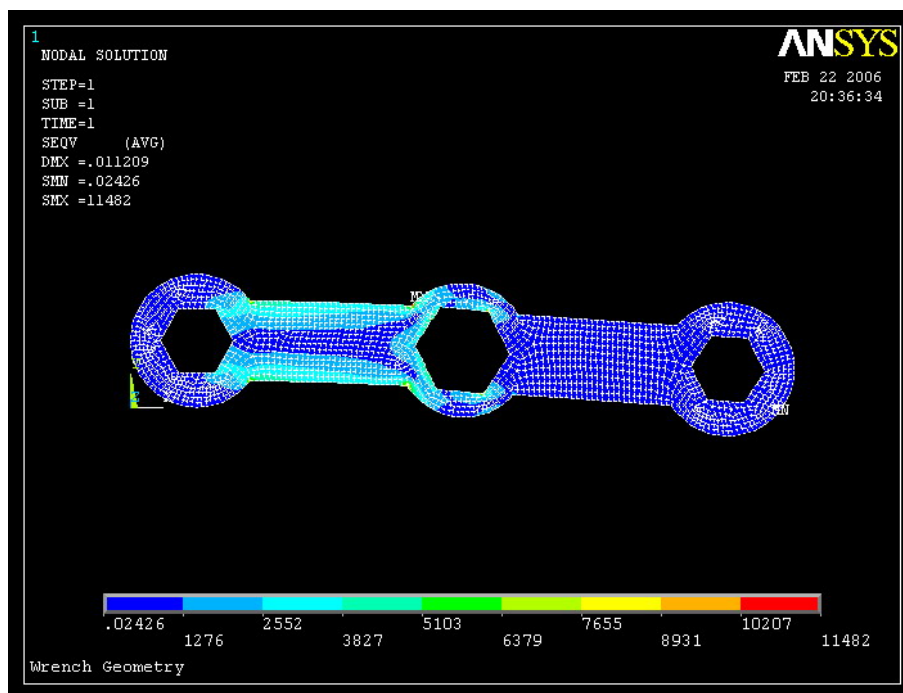 1
NODAL SOLUTION
STEP=1
SUB =1
TIME=1
SEQV (AVG)
DMX =.011209
SMN =.02426
SMX =11482
ANSYS
FEB 22 2006
20:36:34
MN
.02426 2552 5103 7655 10207
1276 3827 6379 8931 11482
Wrench Geometry